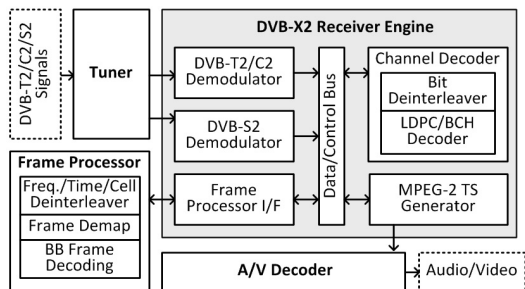 DVB-T2/C2/S2
Signals
Tuner
DVB-X2 Receiver Engine
DVB-T2/C2
Demodulator
DVB-S2
Demodulator
Frame
Processor I/F
Data/Control Bus
Channel Decoder
Bit
Deinterleaver
LDPC/BCH
Decoder
MPEG-2 TS
Generator
Frame Processor
Freq./Time/Cell
Deinterleaver
Frame Demap
BB Frame
Decoding
A/V Decoder
Audio/Video